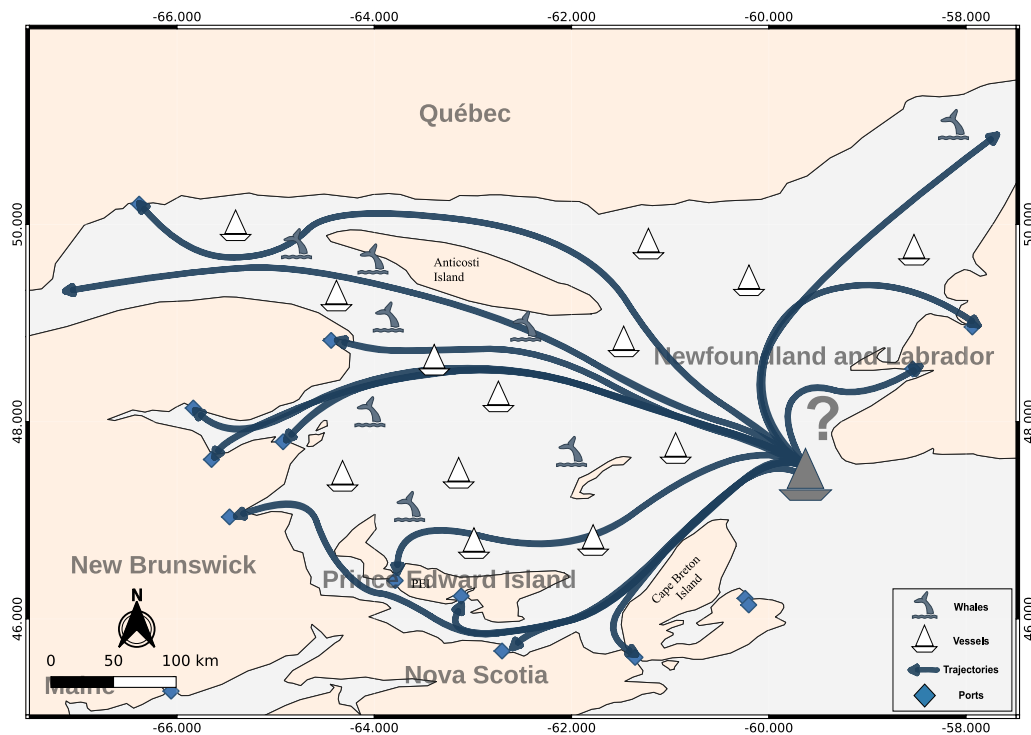 -66.000 -64.000 -62.000 -60.000 -58.000
Québec
50.000 50.000
Anticosti
Island
Newfoundland and Labrador
?
48.000 48.000
New Brunswick
Prince Edward Island
PEI
Cape Breton
Island
N
46.000 46.000
0 50 100 km
Maine
Nova Scotia
Whales
Vessels
Trajectories
Ports
-66.000 -64.000 -62.000 -60.000 -58.000